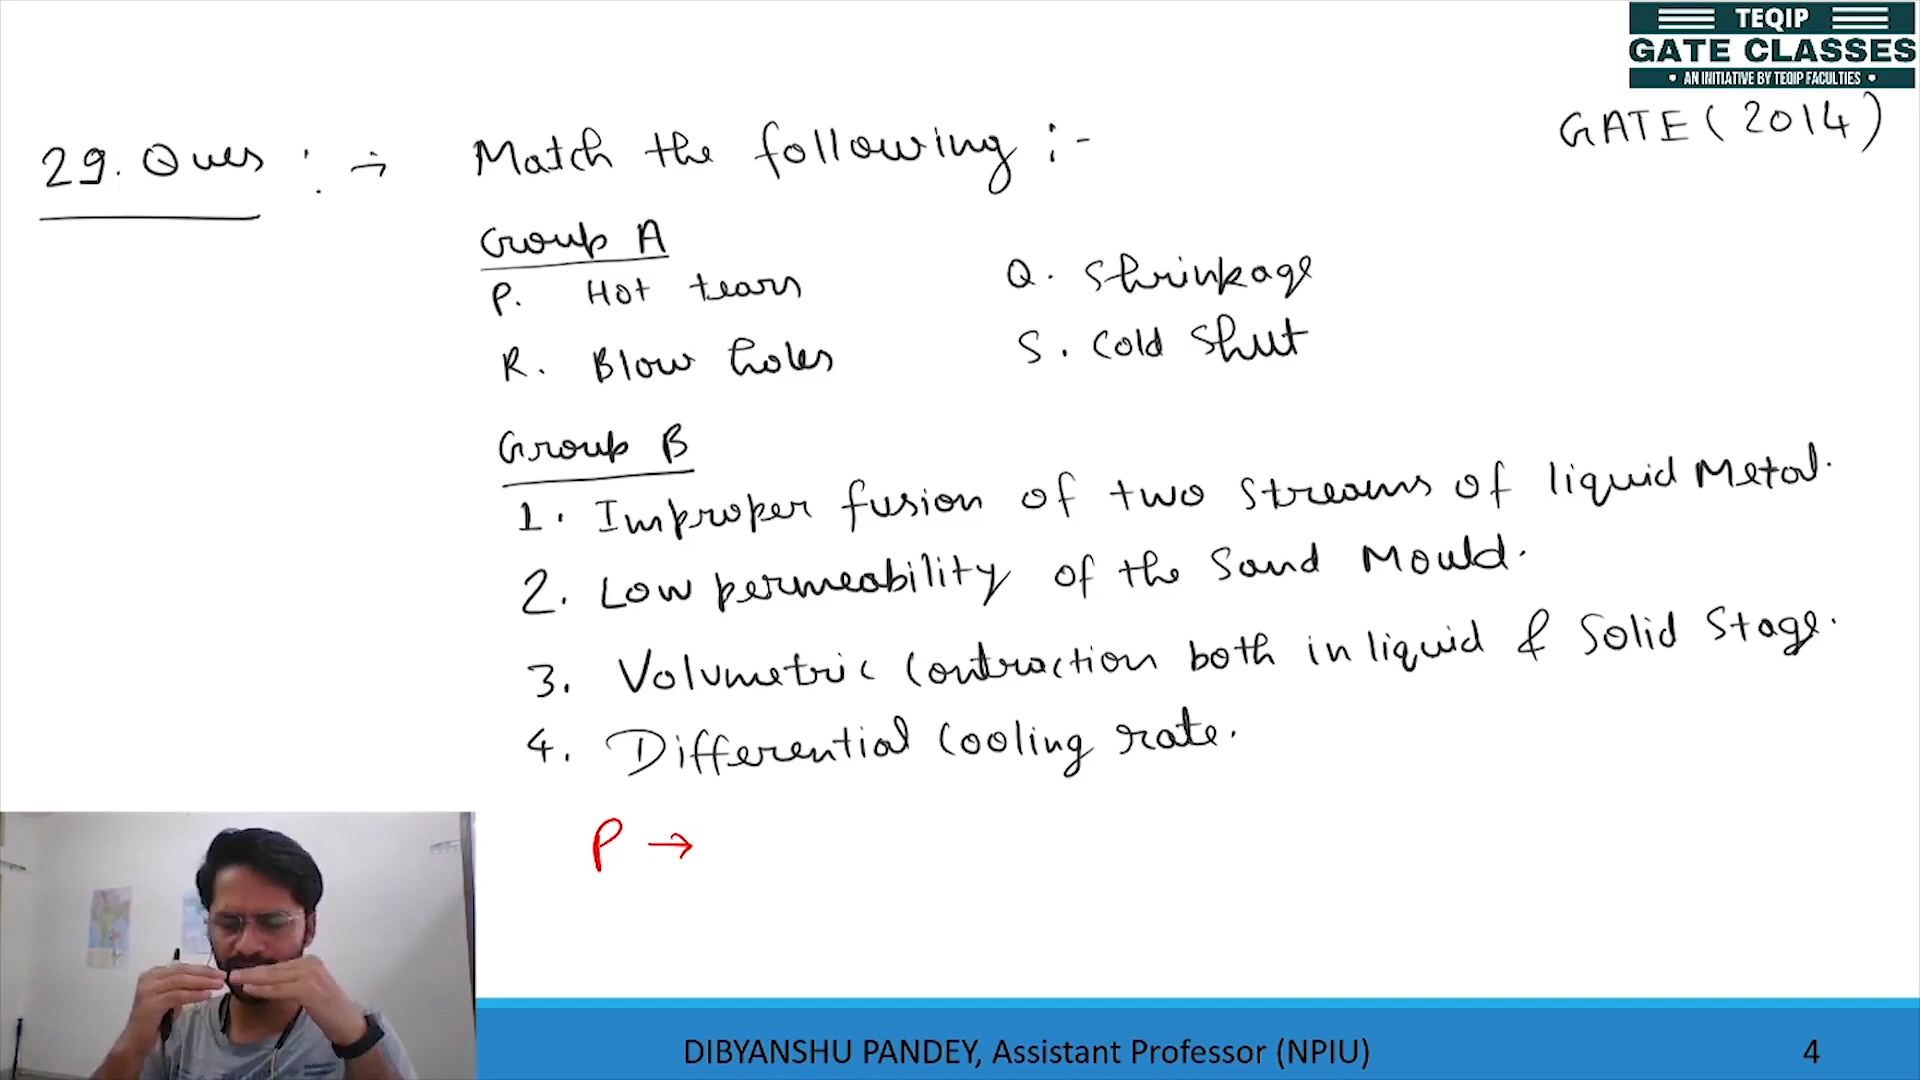 TEQIP
GATE CLASSES
• AN INITIATIVE BY TEQIP FACULTIES •
GATE (2014)
29. Ques :→ Match the following :-
Group A
P. Hot tears Q. Shrinkage
R. Blow holes S. Cold Shut
Group B
1. Improper fusion of two streams of liquid Metal.
2. Low permeability of the Sand Mould.
3. Volumetric Contraction both in liquid & Solid Stage.
4. Differential Cooling rate.
P →
DIBYANSHU PANDEY, Assistant Professor (NPIU) 4